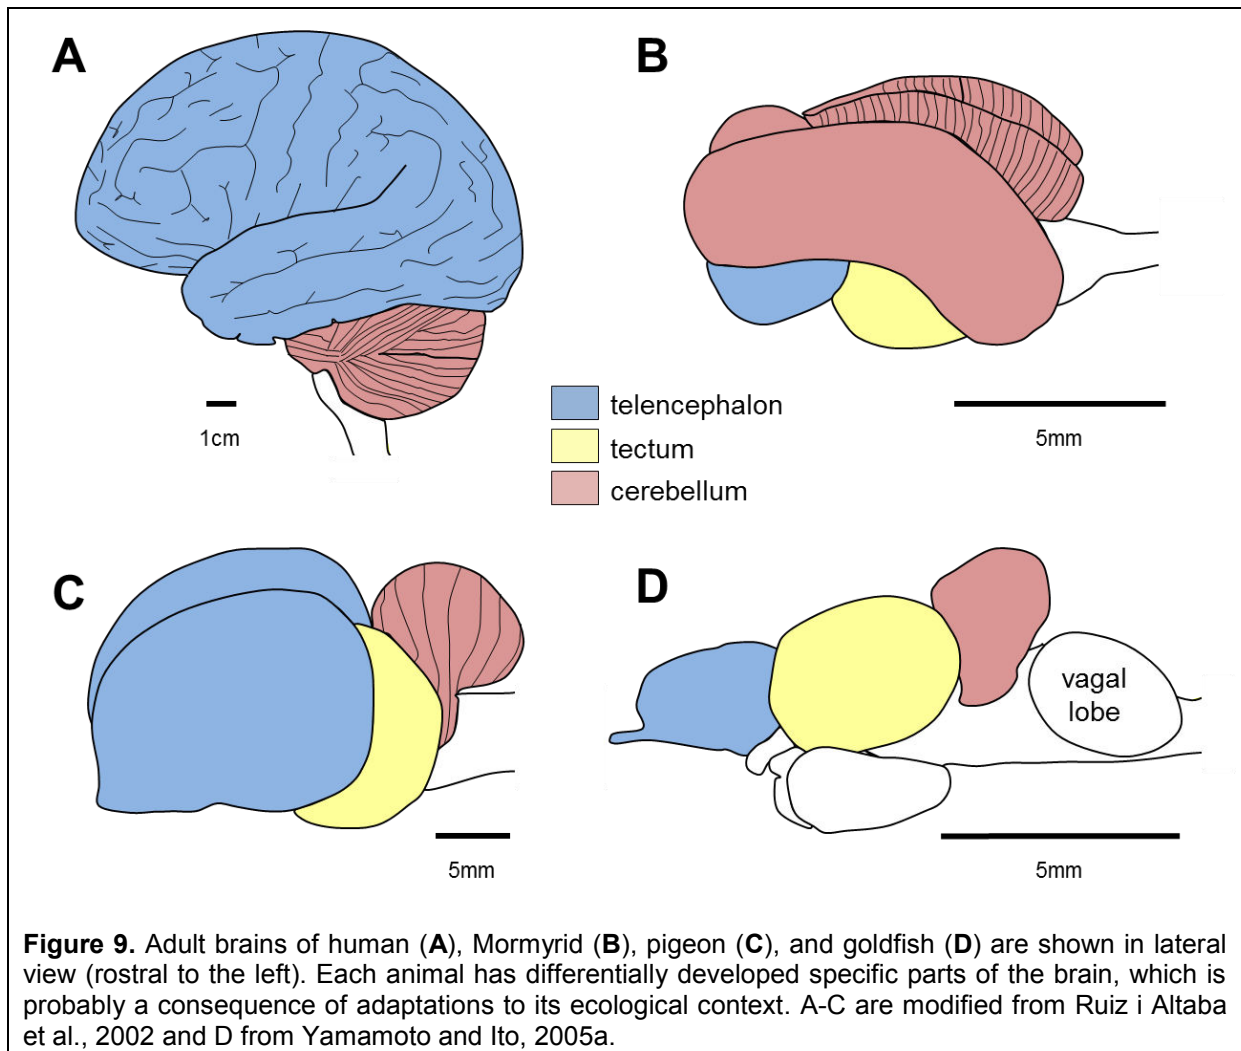 A
B
1cm
5mm
telencephalon
tectum
cerebellum
C
D
vagal
lobe
5mm
5mm
Figure 9. Adult brains of human (A), Mormyrid (B), pigeon (C), and goldfish (D) are shown in lateral
view (rostral to the left). Each animal has differentially developed specific parts of the brain, which is
probably a consequence of adaptations to its ecological context. A-C are modified from Ruiz i Altaba
et al., 2002 and D from Yamamoto and Ito, 2005a.